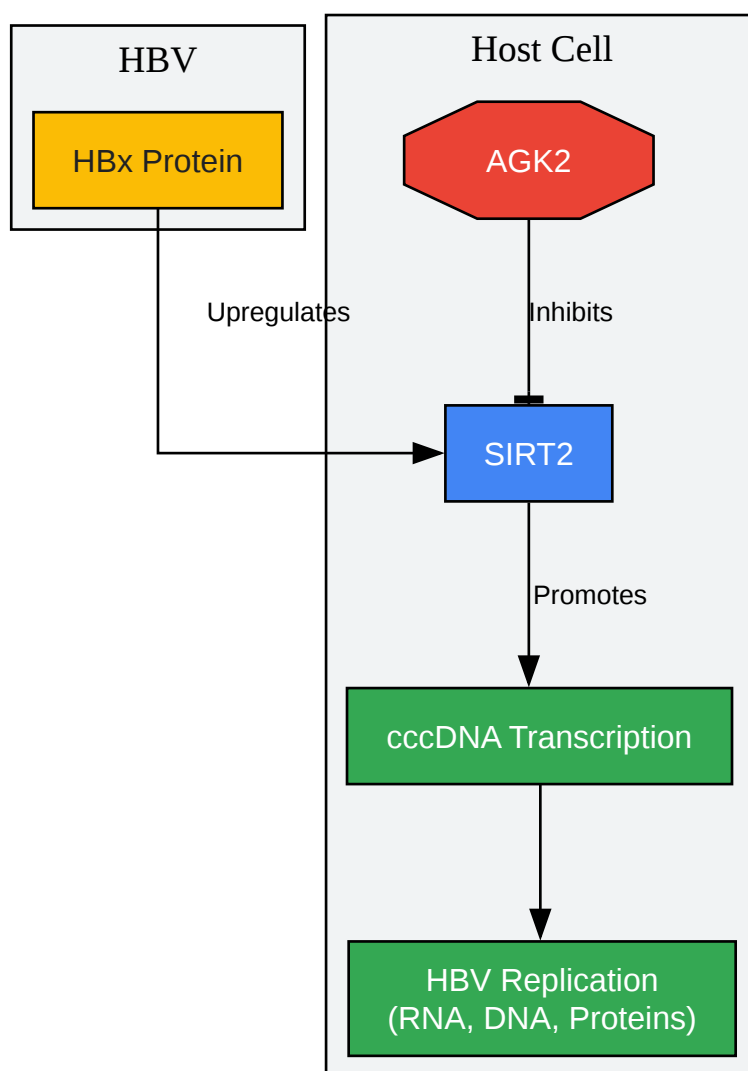 HBV
Host Cell
HBx Protein
AGK2
Upregulates
Inhibits
SIRT2
Promotes
cccDNA Transcription
HBV Replication
(RNA, DNA, Proteins)